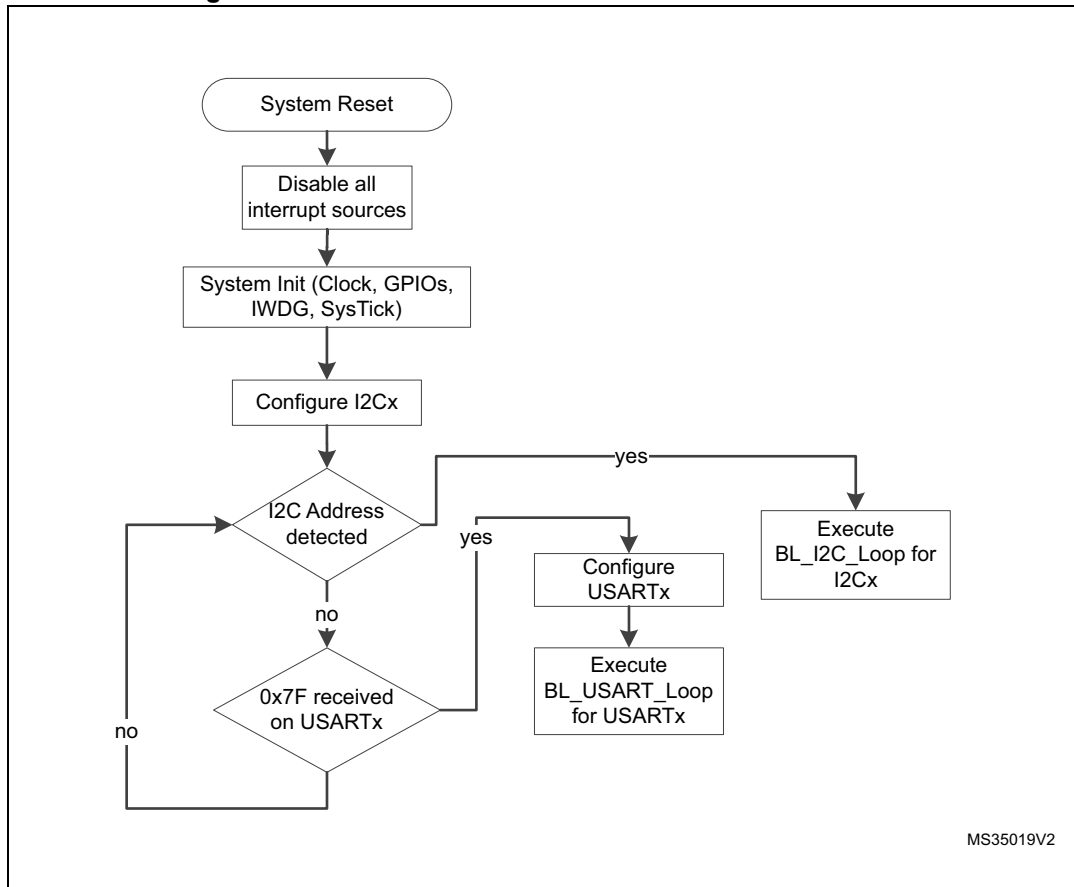 System Reset
Disable all
interrupt sources
System Init (Clock, GPIOs,
IWDG, SysTick)
Configure I2Cx
I2C Address
detected
yes
Execute
BL_I2C_Loop for
I2Cx
yes
Configure
USARTx
no
Execute
BL_USART_Loop
for USARTx
0x7F received
on USARTx
no
MS35019V2